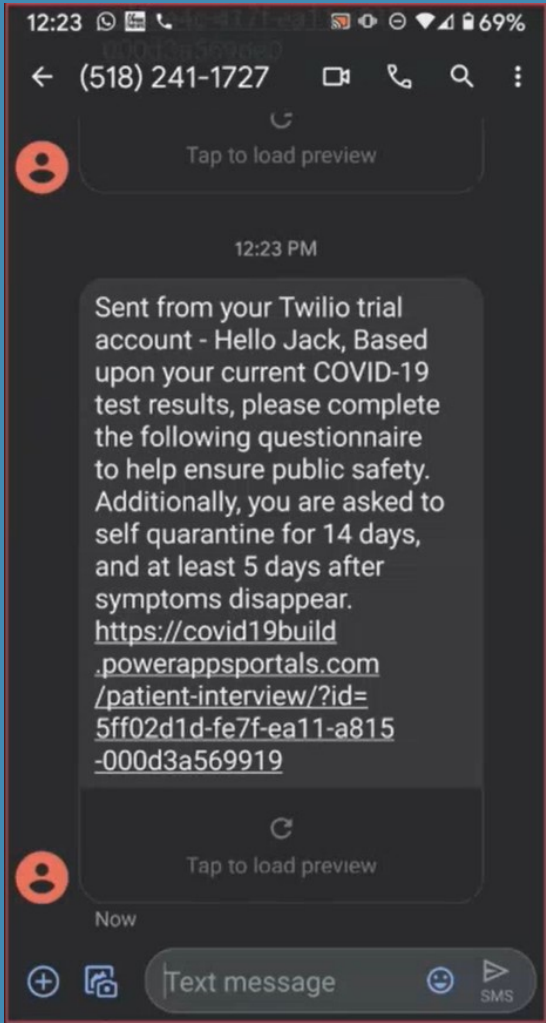 12:23 69%
(518) 241-1727
Tap to load preview
12:23 PM
Sent from your Twilio trial
account - Hello Jack, Based
upon your current COVID-19
test results, please complete
the following questionnaire
to help ensure public safety.
Additionally, you are asked to
self quarantine for 14 days,
and at least 5 days after
symptoms disappear.
https://covid19build
.powerappsportals.com
/patient-interview/?id=
5ff02d1d-fe7f-ea11-a815
-000d3a569919
Tap to load preview
Now
Text message
SMS